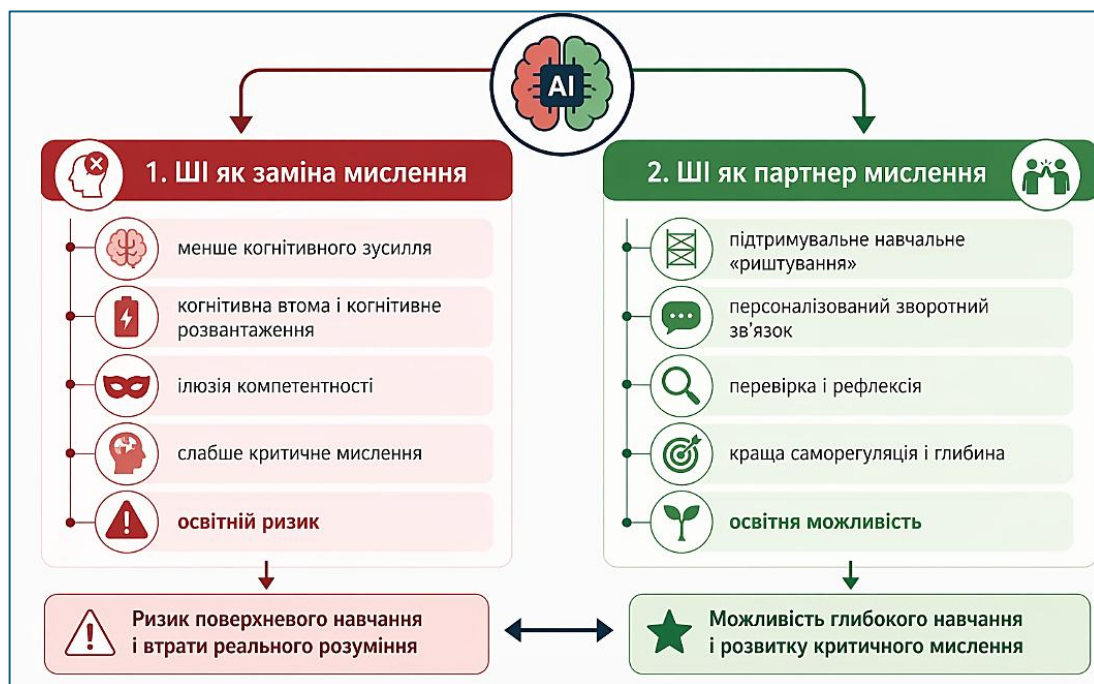 AI
1. ШІ як заміна мислення
менше когнітивного зусилля
когнітивна втома і когнітивне
розвантаження
ілюзія компетентності
слабше критичне мислення
освітній ризик
Ризик поверхневого навчання
і втрати реального розуміння
2. ШІ як партнер мислення
підтримувальне навчальне
«риштування»
персоналізований зворотний
зв’язок
перевірка і рефлексія
краща саморегуляція і глибина
освітня можливість
Можливість глибокого навчання
і розвитку критичного мислення